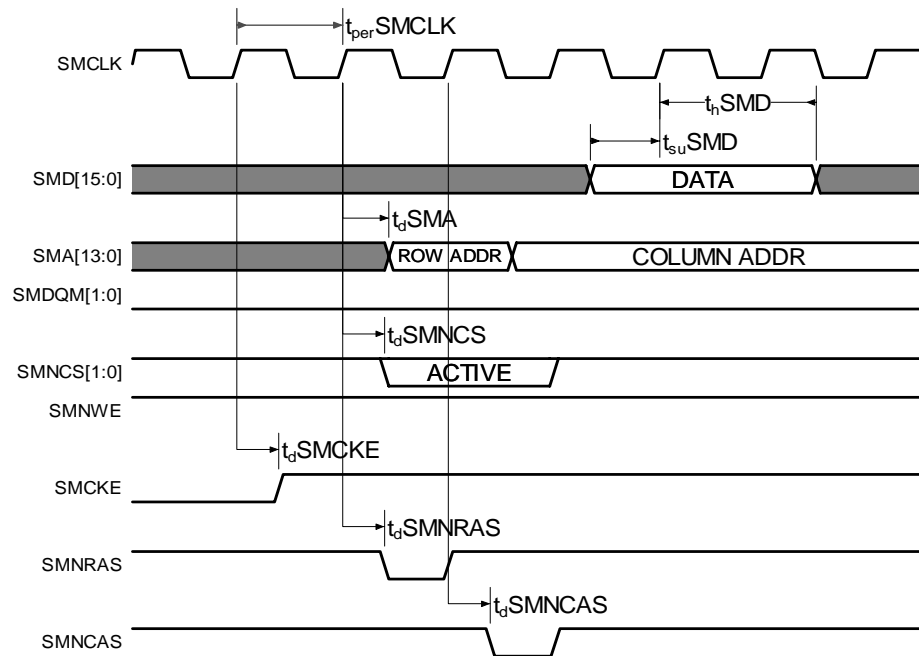 tperSMCLK
SMCLK
thSMD
tsuSMD
SMD[15:0]
DATA
tdSMA
SMA[13:0]
ROW ADDR
COLUMN ADDR
SMDQM[1:0]
tdSMNCS
SMNCS[1:0]
ACTIVE
SMNWE
tdSMCKE
SMCKE
tdSMNRAS
SMNRAS
tdSMNCAS
SMNCAS